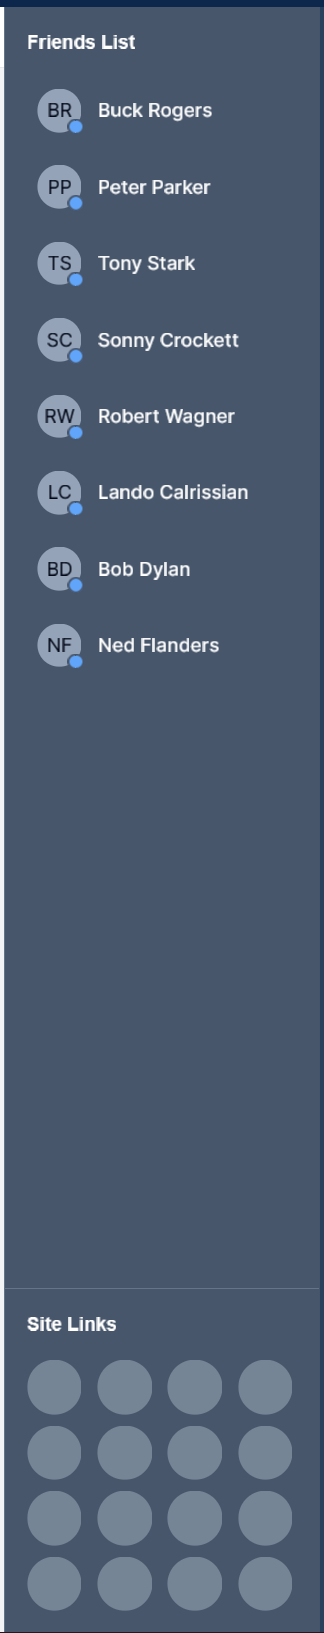 Friends List
BR Buck Rogers
PP Peter Parker
TS Tony Stark
SC Sonny Crockett
RW Robert Wagner
LC Lando Calrissian
BD Bob Dylan
NF Ned Flanders
Site Links